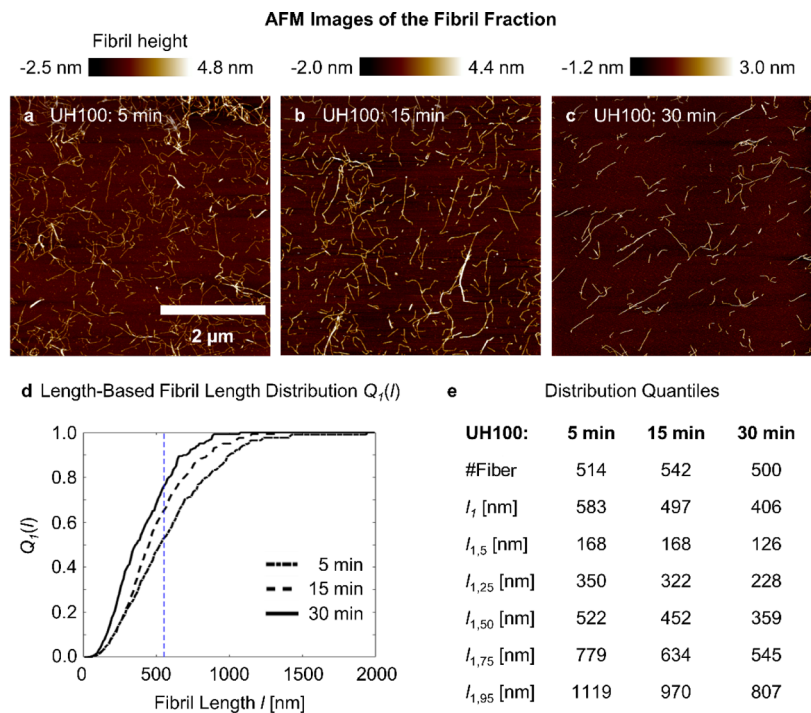 AFM Images of the Fibril Fraction
Fibril height
-2.5 nm 4.8 nm -2.0 nm 4.4 nm -1.2 nm 3.0 nm
a UH100: 5 min b UH100: 15 min c UH100: 30 min
2 µm
d Length-Based Fibril Length Distribution Q₁(l)
Q₁(l)
1.0
0.8
0.6
0.4
0.2
0.0
5 min
15 min
30 min
0 500 1000 1500 2000
Fibril Length l [nm]
e Distribution Quantiles
UH100: 5 min 15 min 30 min
#Fiber 514 542 500
l₁ [nm] 583 497 406
l₁,₅ [nm] 168 168 126
l₁,₂₅ [nm] 350 322 228
l₁,₅₀ [nm] 522 452 359
l₁,₇₅ [nm] 779 634 545
l₁,₉₅ [nm] 1119 970 807